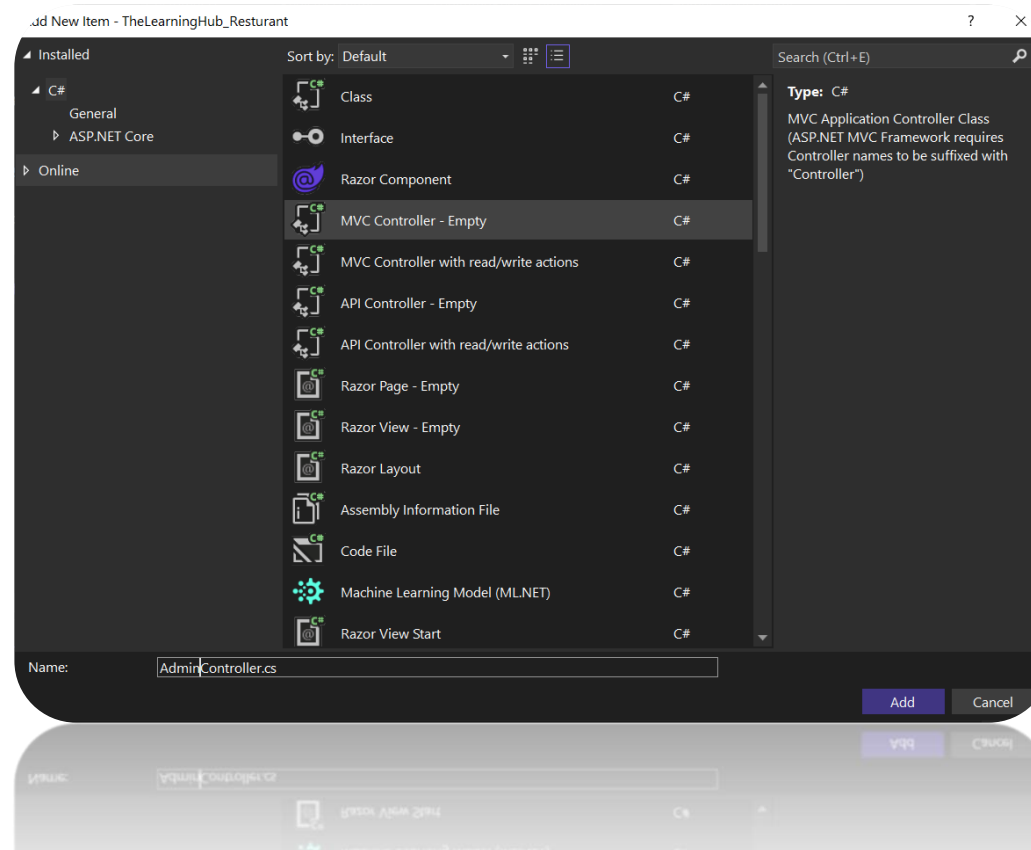 dd New Item - TheLearningHub_Resturant
?
Installed
Sort by: Default
Search (Ctrl+E)
C#
General
ASP.NET Core
Online
Class C#
Interface C#
Razor Component C#
MVC Controller - Empty C#
MVC Controller with read/write actions C#
API Controller - Empty C#
API Controller with read/write actions C#
Razor Page - Empty C#
Razor View - Empty C#
Razor Layout C#
Assembly Information File C#
Code File C#
Machine Learning Model (ML.NET) C#
Razor View Start C#
Type: C#
MVC Application Controller Class
(ASP.NET MVC Framework requires
Controller names to be suffixed with
"Controller")
Name: AdminController.cs
Add Cancel